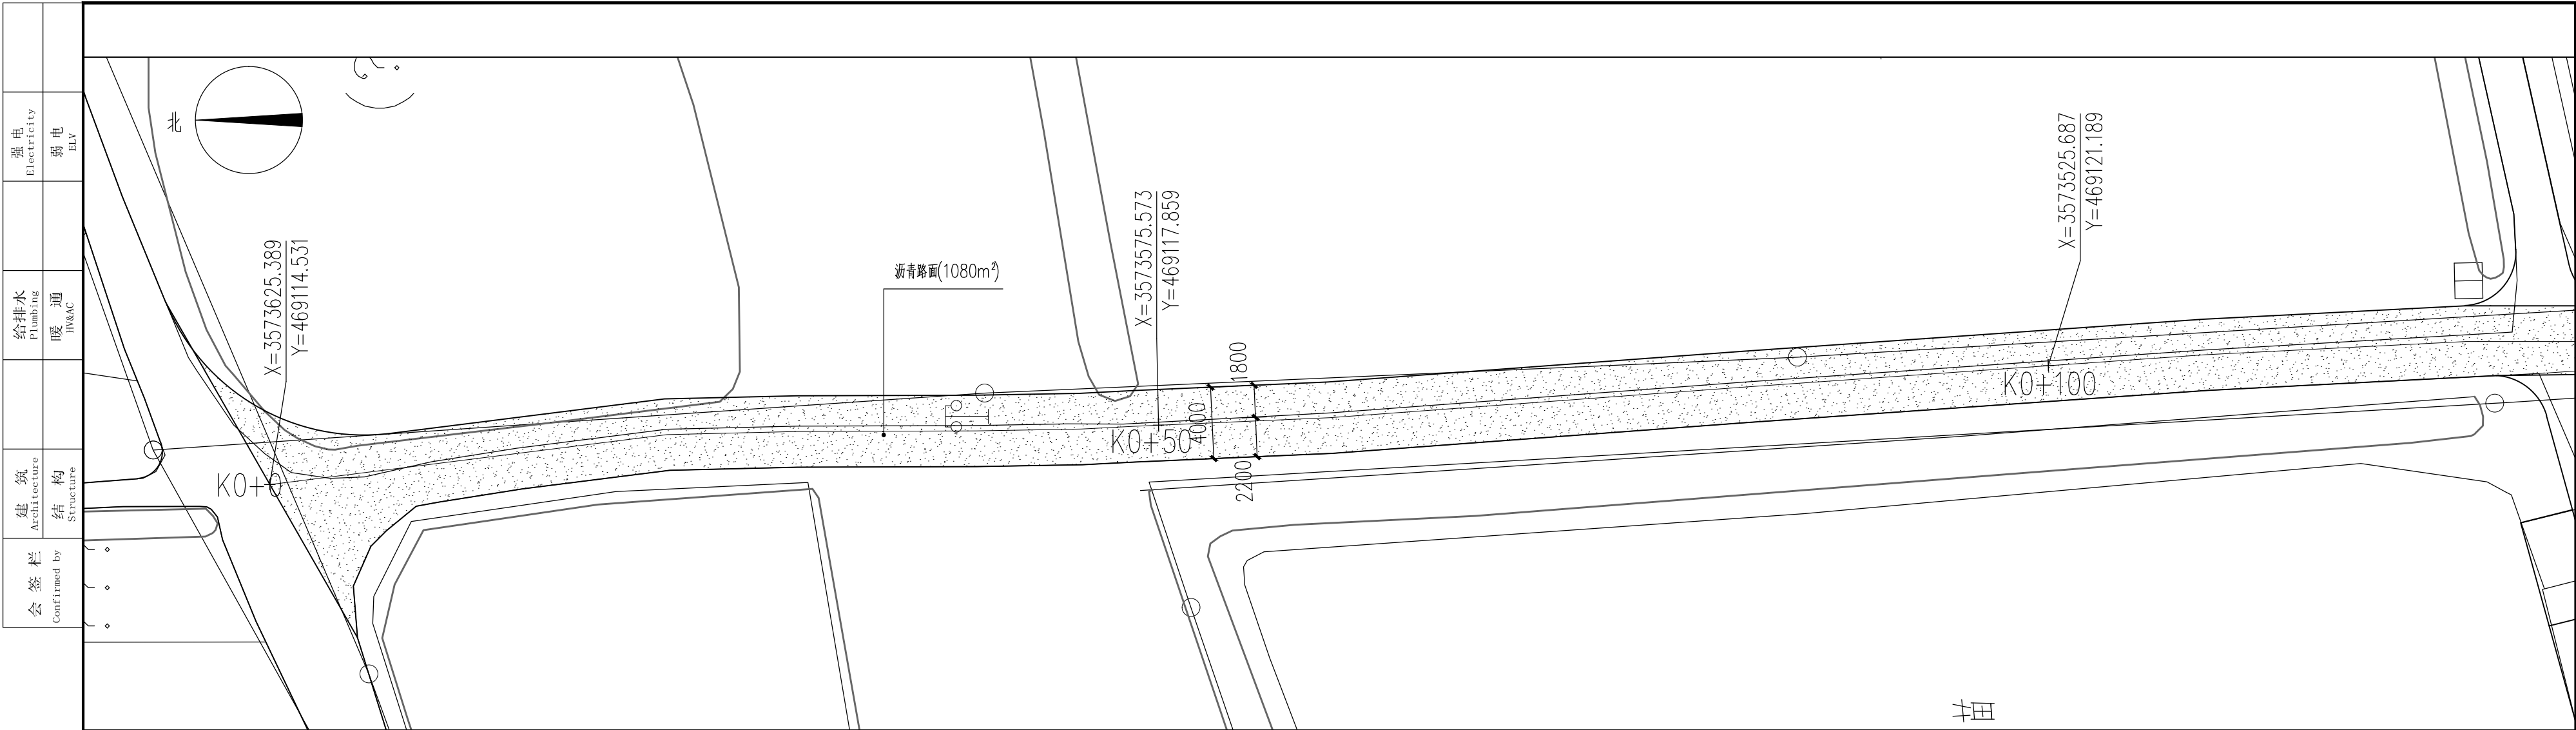 强 电
Electricity
弱 电
ELV
给排水
Plumbing
暖 通
HV&AC
建 筑
Architecture
结 构
Structure
会 签 栏
Confirmed by
北
X=3573625.389
Y=469114.531
K0+0
沥青路面(1080m²)
X=3573575.573
Y=469117.859
K0+50
4000
1800
2200
X=3573525.687
Y=469121.189
K0+100